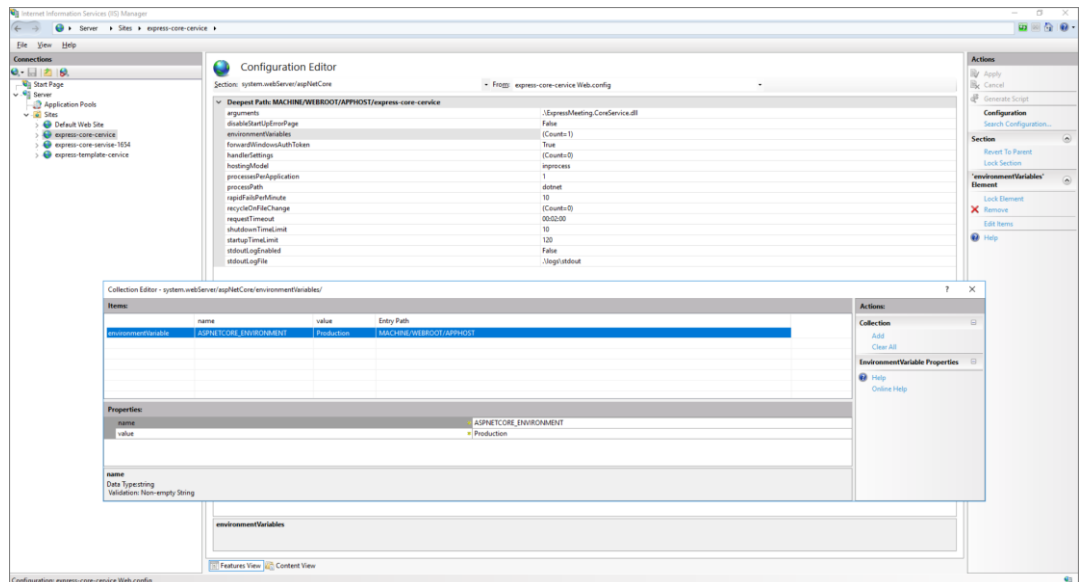 Internet Information Services (IIS) Manager
Server Sites express-core-cervice
File View Help
Connections
Start Page
Server
Application Pools
Sites
Default Web Site
express-core-cervice
express-core-servise-1654
express-template-cervice
Configuration Editor
Section: system.webServer/aspNetCore From: express-core-cervice Web.config
Deepest Path: MACHINE/WEBROOT/APPHOST/express-core-cervice
arguments .\ExpressMeeting.CoreService.dll
disableStartUpErrorPage False
environmentVariables (Count=1)
forwardWindowsAuthToken True
handlerSettings (Count=0)
hostingModel inprocess
processesPerApplication 1
processPath dotnet
rapidFailsPerMinute 10
recycleOnFileChange (Count=0)
requestTimeout 00:02:00
shutdownTimeLimit 10
startupTimeLimit 120
stdoutLogEnabled False
stdoutLogFile .\logs\stdout
Actions
Apply
Cancel
Generate Script
Configuration
Search Configuration...
Section
Revert To Parent
Lock Section
'environmentVariables' Element
Lock Element
Remove
Edit Items
Help
Collection Editor - system.webServer/aspNetCore/environmentVariables/ ? ×
Items:
name value Entry Path
environmentVariable ASPNETCORE_ENVIRONMENT Production MACHINE/WEBROOT/APPHOST
Properties:
name ASPNETCORE_ENVIRONMENT
value Production
name
Data Type:string
Validation: Non-empty String
Actions:
Collection
Add
Clear All
EnvironmentVariable Properties
Help
Online Help
environmentVariables
Features View Content View
Configuration: express-core-cervice Web.config